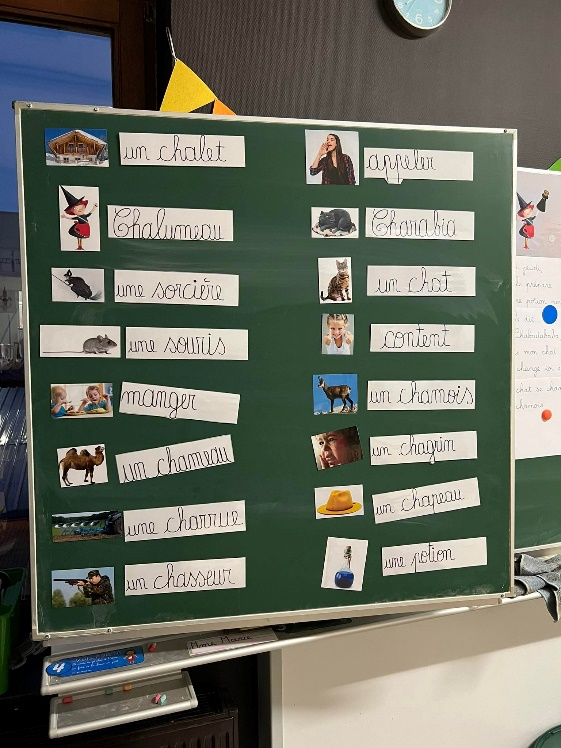 un chalet
Chalumeau
une sorcière
une souris
manger
un chameau
une charrue
un chasseur
appeler
Charabia
un chat
content
un chamois
un chagrin
un chapeau
une potion
4